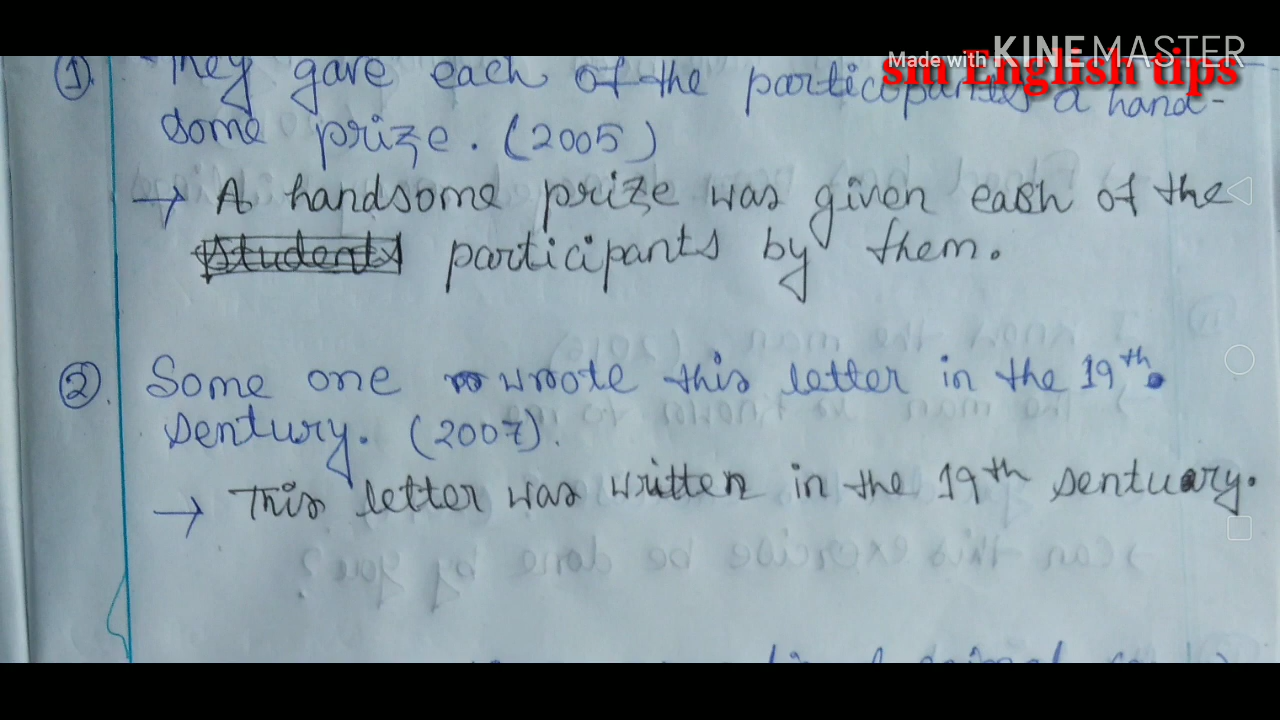 Made with KINEMASTER
sm English tips
① They gave each of the participants a hand-
some prize. (2005)
→ A handsome prize was given each of the
participants by them.
② Some one wrote this letter in the 19th
sentury. (2007).
→ This letter was written in the 19th sentuary.